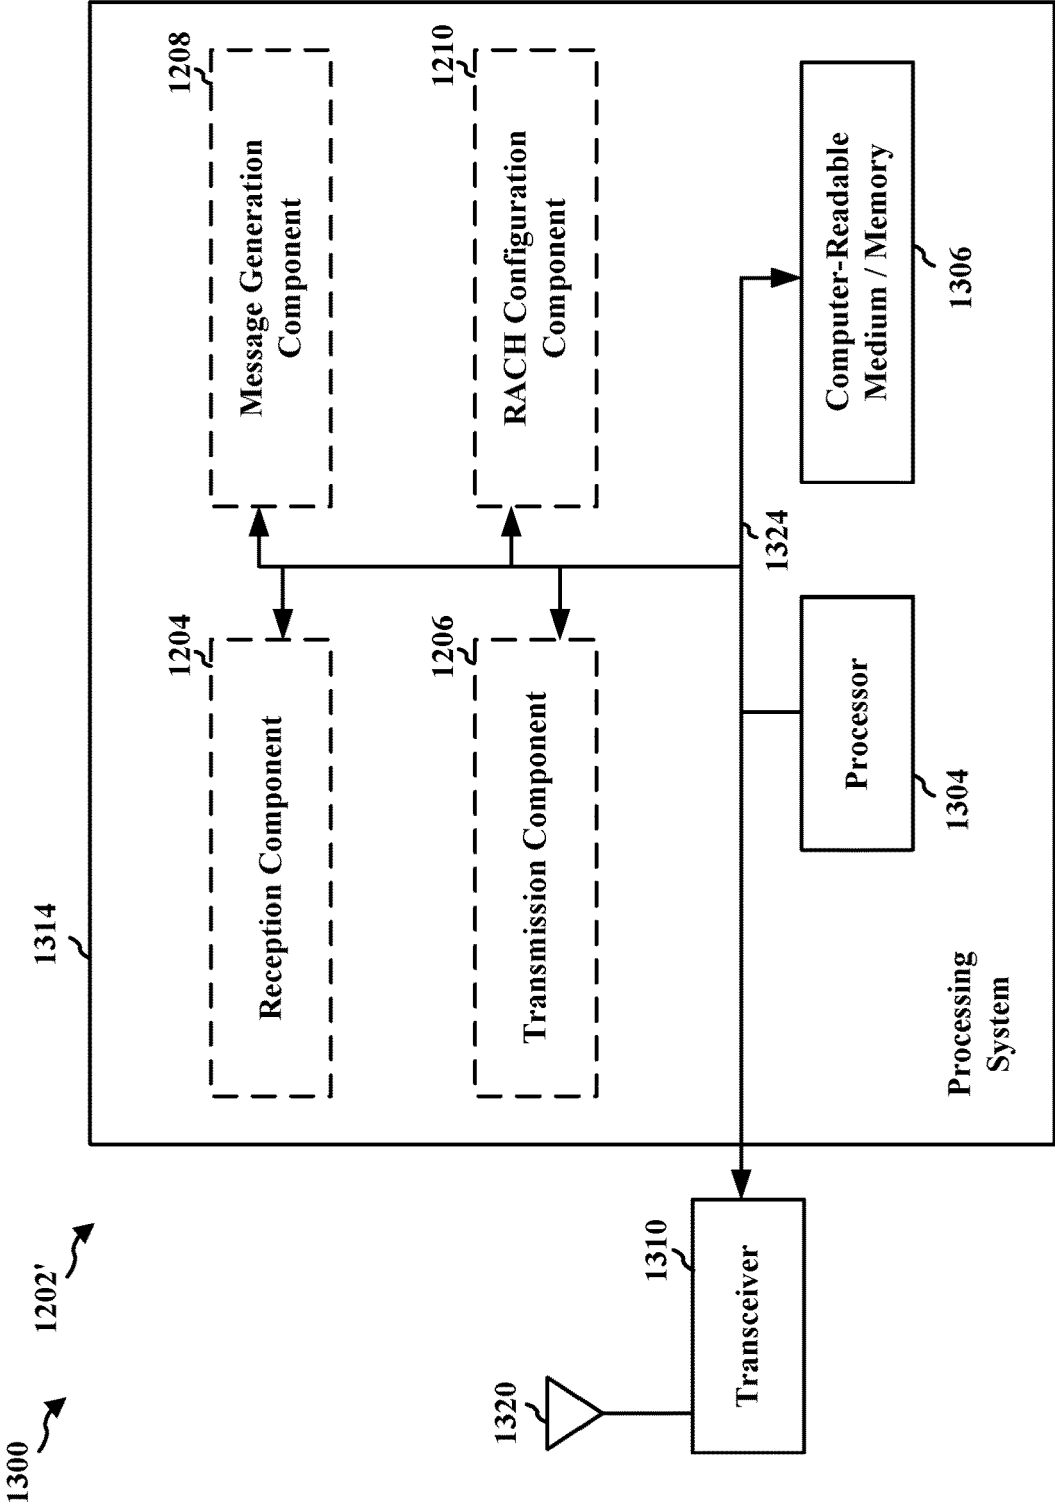 1300
1202'
1314
1204
Reception Component
1208
Message Generation
Component
1206
Transmission Component
1210
RACH Configuration
Component
1320
1310
Transceiver
1324
Processor
1304
Computer-Readable
Medium / Memory
1306
Processing
System